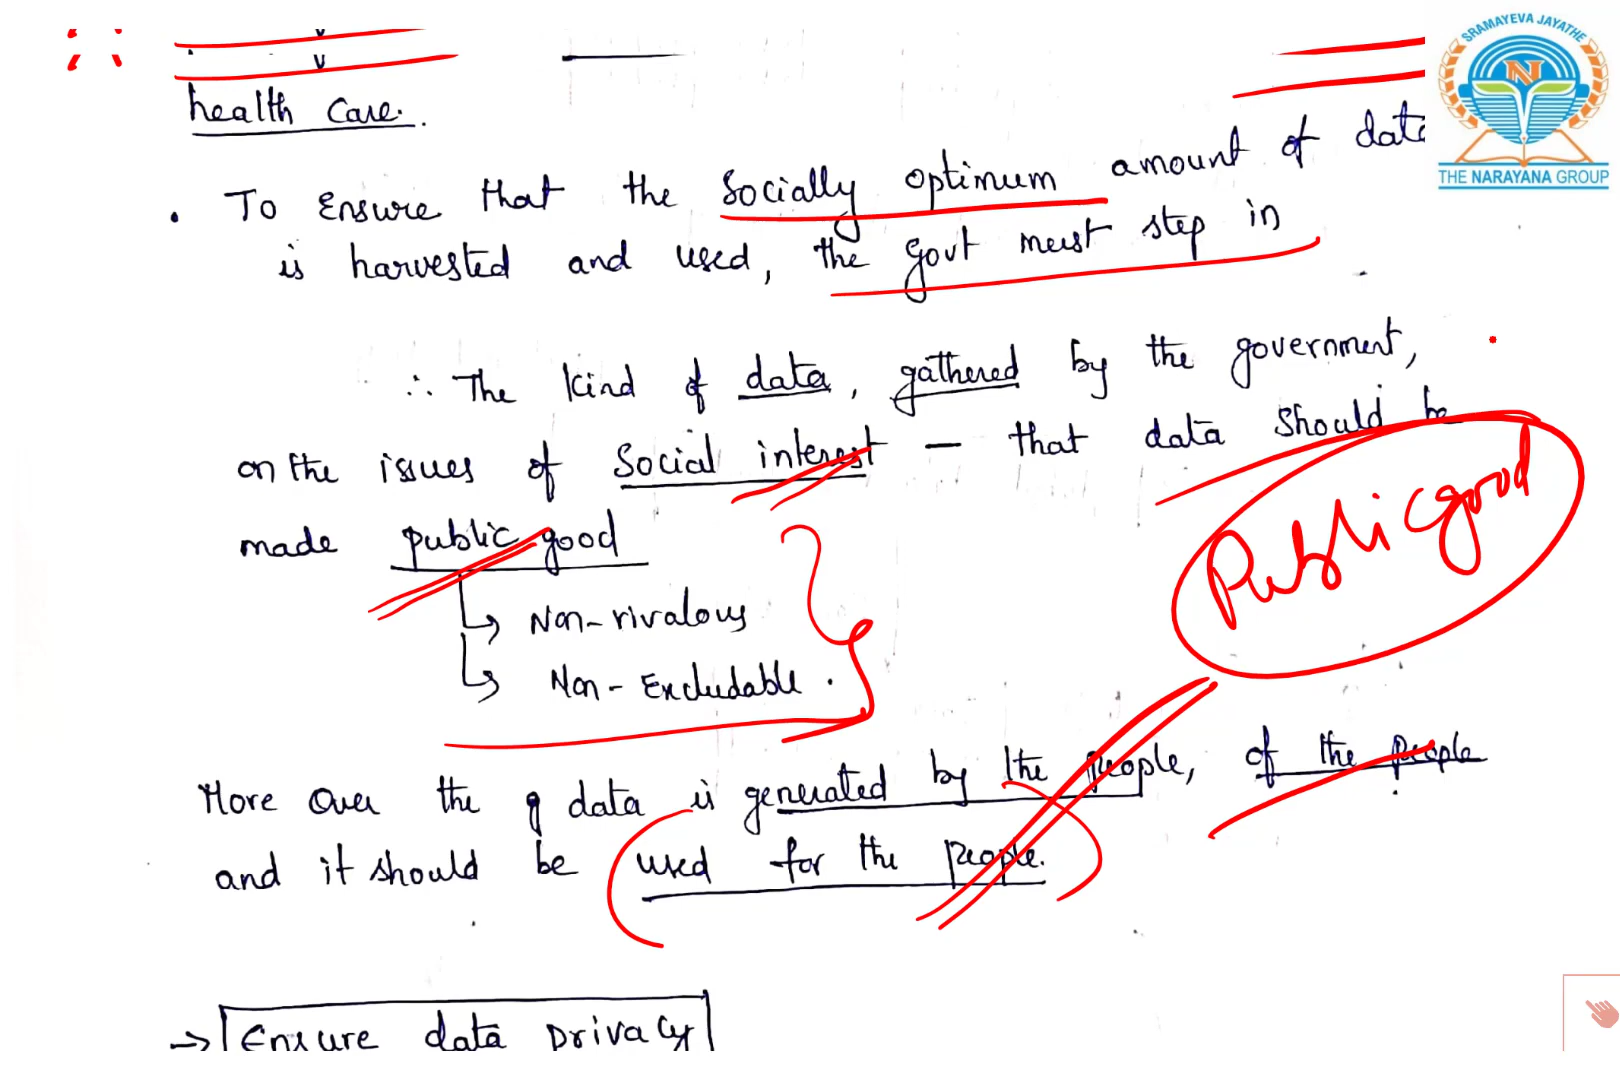 SRAMAYEVA JAYATHE
N
THE NARAYANA GROUP
health care.
. To Ensure that the socially optimum amount of data
is harvested and used, the govt must step in
∴ The kind of data, gathered by the government,
on the issues of social interest – that data should be
made public good
↳ Non-rivalous
↳ Non-Excludable.
Public good
More over the data is generated by the people, of the people
and it should be used for the people.
→ Ensure data privacy